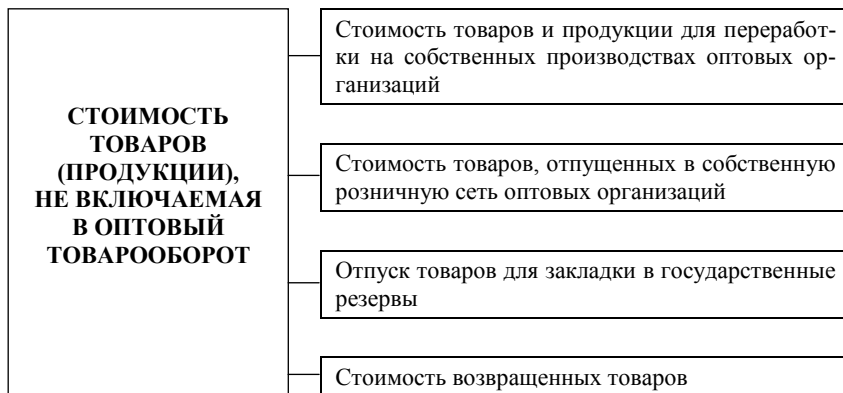 СТОИМОСТЬ
ТОВАРОВ
(ПРОДУКЦИИ),
НЕ ВКЛЮЧАЕМАЯ
В ОПТОВЫЙ
ТОВАРООБОРОТ
Стоимость товаров и продукции для переработ-
ки на собственных производствах оптовых ор-
ганизаций
Стоимость товаров, отпущенных в собственную
розничную сеть оптовых организаций
Отпуск товаров для закладки в государственные
резервы
Стоимость возвращенных товаров